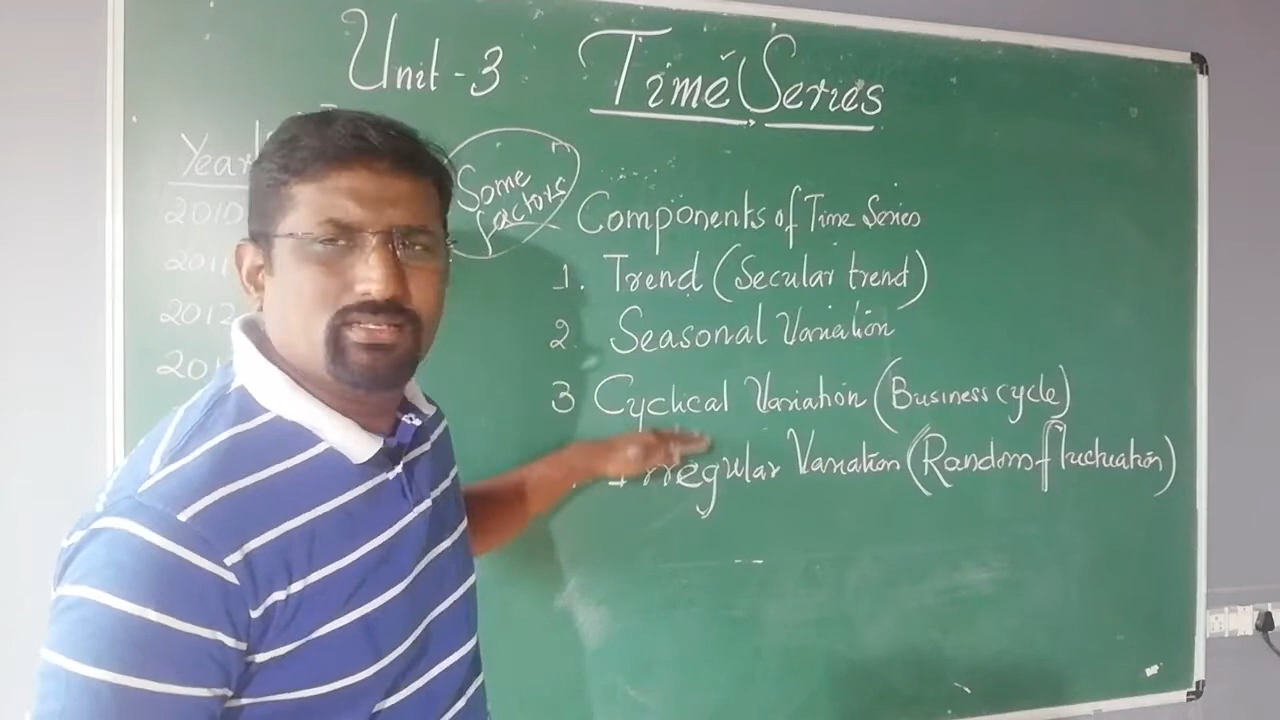 Unit - 3 Time Series
Year
2010
2011
2012
201
Some
factors
Components of Time Series
1. Trend (Secular trend)
2. Seasonal Variation
3 Cyclical Variation (Business cycle)
Irregular Variation (Random fluctuation)